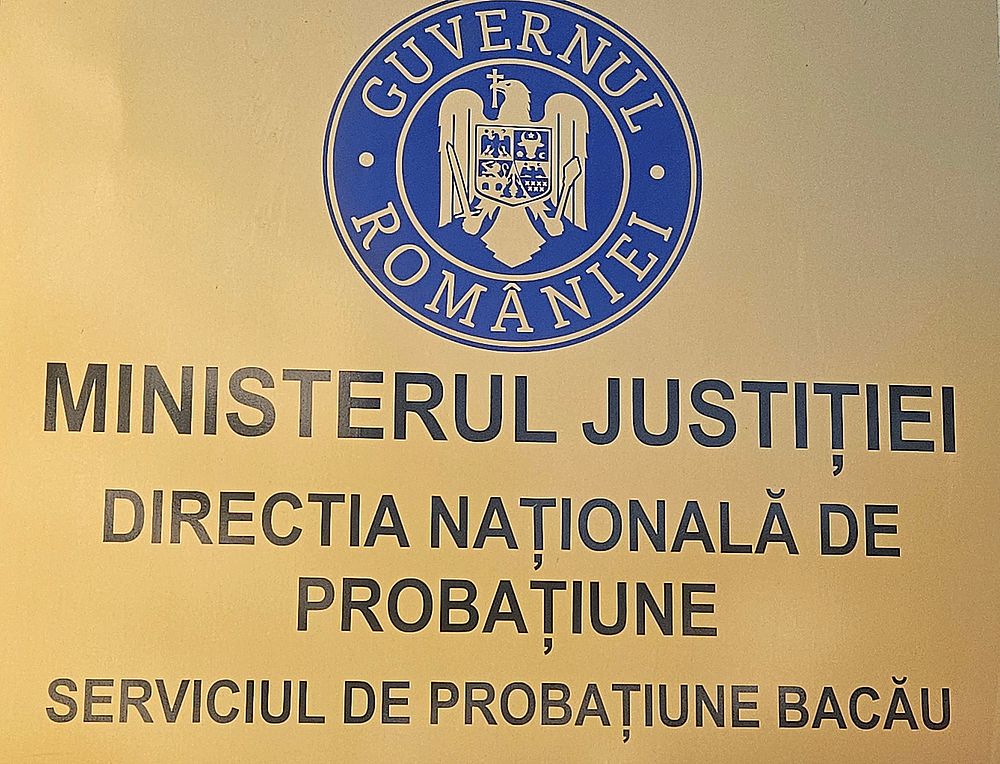 GUVERNUL
ROMÂNIEI
MINISTERUL JUSTIȚIEI
DIRECTIA NAȚIONALĂ DE
PROBAȚIUNE
SERVICIUL DE PROBAȚIUNE BACĂU